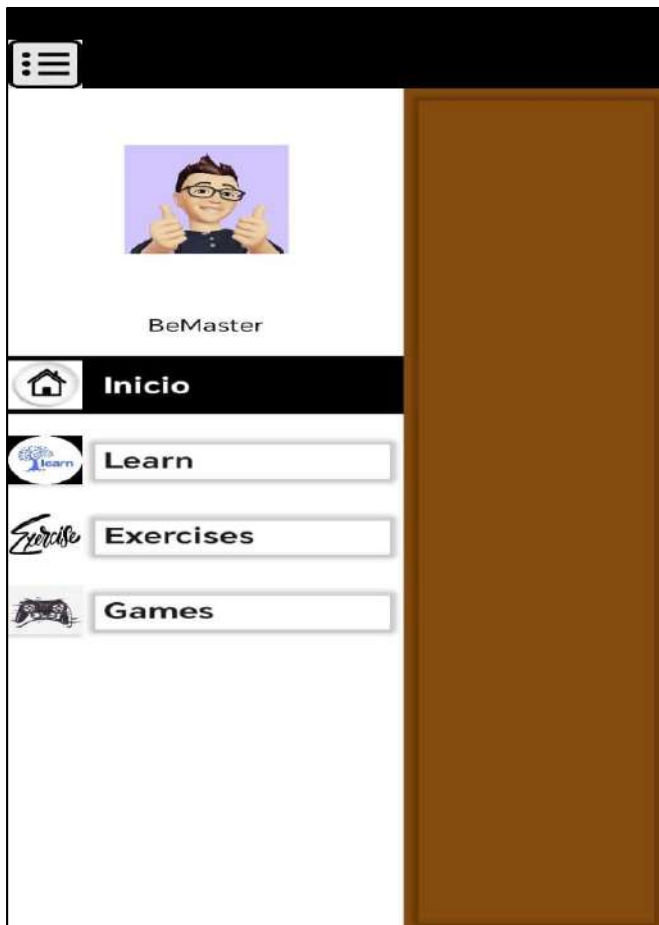 BeMaster
Inicio
learn
Learn
Exercise
Exercises
Games